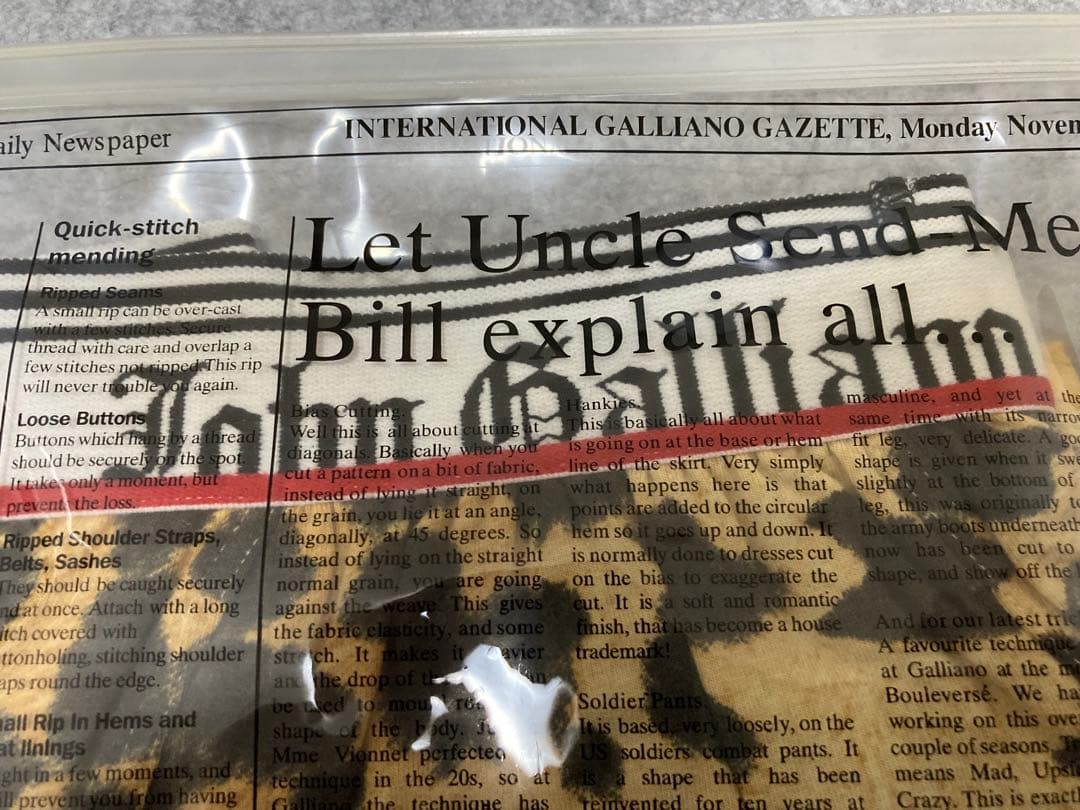 aily Newspaper
INTERNATIONAL GALLIANO GAZETTE, Monday Novem
Quick-stitch
mending
Ripped Seams
A small rip can be over-cast
with a few stitches. Secure
thread with care and overlap a
few stitches not ripped. This rip
will never trouble you again.
Loose Buttons
Buttons which hang by a thread
should be securely on the spot.
It takes only a moment, but
prevents the loss.
Ripped Shoulder Straps,
Belts, Sashes
They should be caught securely
nd at once. Attach with a long
itch covered with
ttonholing, stitching shoulder
aps round the edge.
all Rip In Hems and
at linings
ght in a few moments, and
ll prevent you from having
Let Uncle Send-Me
Bill explain all...
Bias Cutting.
Well this is all about cutting at
diagonals. Basically when you
cut a pattern on a bit of fabric,
instead of lying it straight, on
the grain, you lie it at an angle,
diagonally, at 45 degrees. So
instead of lying on the straight
normal grain, you are going
against the weave. This gives
the fabric elasticity, and some
stretch. It makes it
the drop of
be used to
shape of the body.
Mme Vionnet perfected
technique in the 20s, so at
Galliano the technique has
Hankies.
This is basically all about what
is going on at the base or hem
line of the skirt. Very simply
what happens here is that
points are added to the circular
hem so it goes up and down. It
is normally done to dresses cut
on the bias to exaggerate the
cut. It is a soft and romantic
finish, that has become a house
trademark!
Soldier Pants.
It is based, very loosely, on the
US soldiers combat pants. It
is a shape that has been
reinvented for ten years at
masculine, and yet at the
same time with its narrow
fit leg, very delicate. A goo
shape is given when it swe
slightly at the bottom of
leg, this was originally to
the army boots underneath
now has been cut to
shape, and show off the
And for our latest tric
A favourite technique
at Galliano at the m
Bouleversé. We ha
working on this ove
couple of seasons.
means Mad, Upsi
Crazy. This is exactl
John Galliano